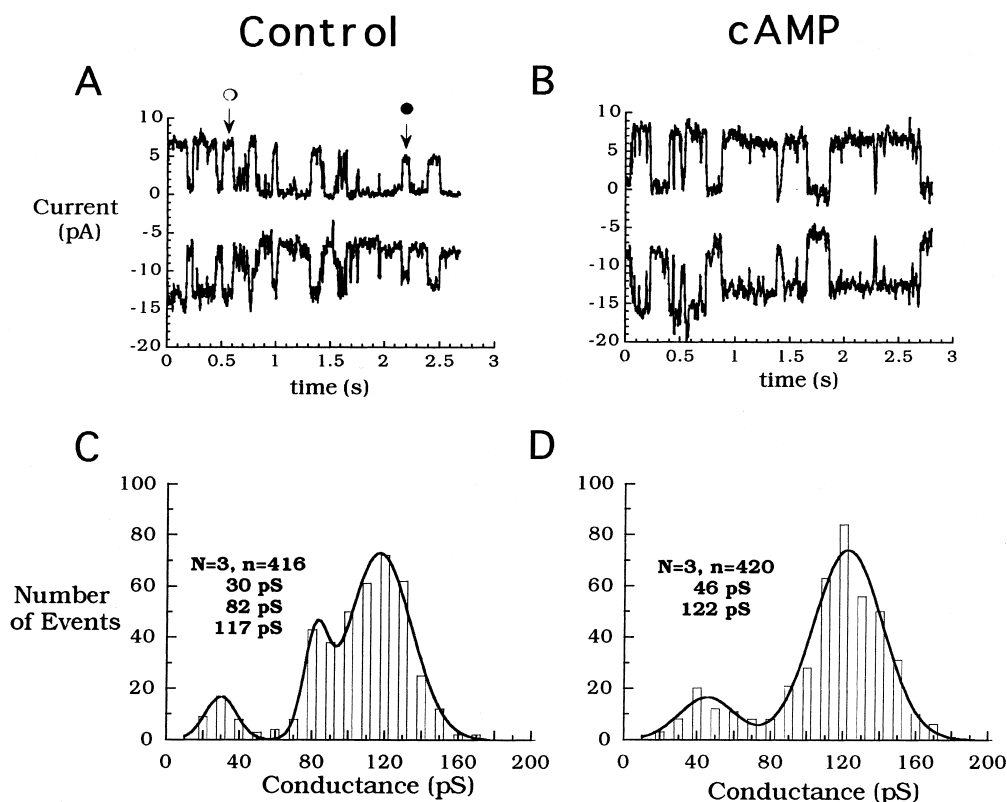 Control
cAMP
A
B
10
5
0
-5
-10
-15
-20
Current
(pA)
0
0.5
1
1.5
2
2.5
3
time (s)
10
5
0
-5
-10
-15
-20
0
0.5
1
1.5
2
2.5
3
time (s)
C
D
100
80
60
40
20
0
Number
of Events
N=3, n=416
30 pS
82 pS
117 pS
0
40
80
120
160
200
Conductance (pS)
100
80
60
40
20
0
N=3, n=420
46 pS
122 pS
0
40
80
120
160
200
Conductance (pS)